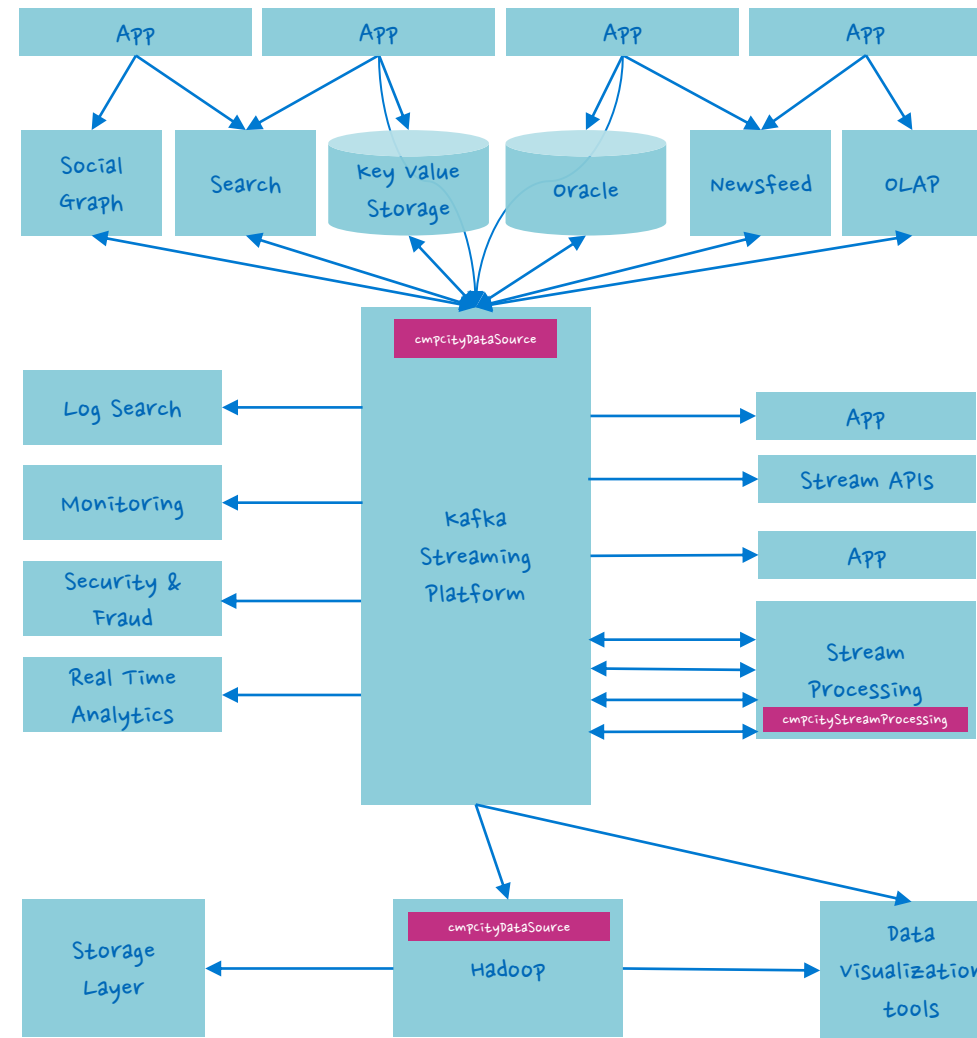 App
App
App
App
Social
Graph
Search
Key Value
Storage
Oracle
Newsfeed
OLAP
cmpcityDataSource
Log Search
Monitoring
Security &
Fraud
Real Time
Analytics
Kafka
Streaming
Platform
App
Stream APIs
App
Stream
Processing
cmpcityStreamProcessing
Storage
Layer
cmpcityDataSource
Hadoop
Data
Visualization
tools